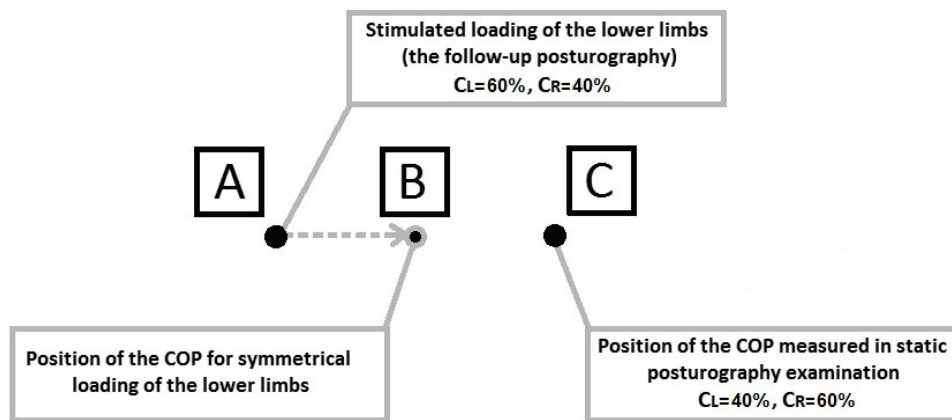 Stimulated loading of the lower limbs
(the follow-up posturography)
CL=60%, CR=40%
A
B
C
Position of the COP for symmetrical
loading of the lower limbs
Position of the COP measured in static
posturography examination
CL=40%, CR=60%